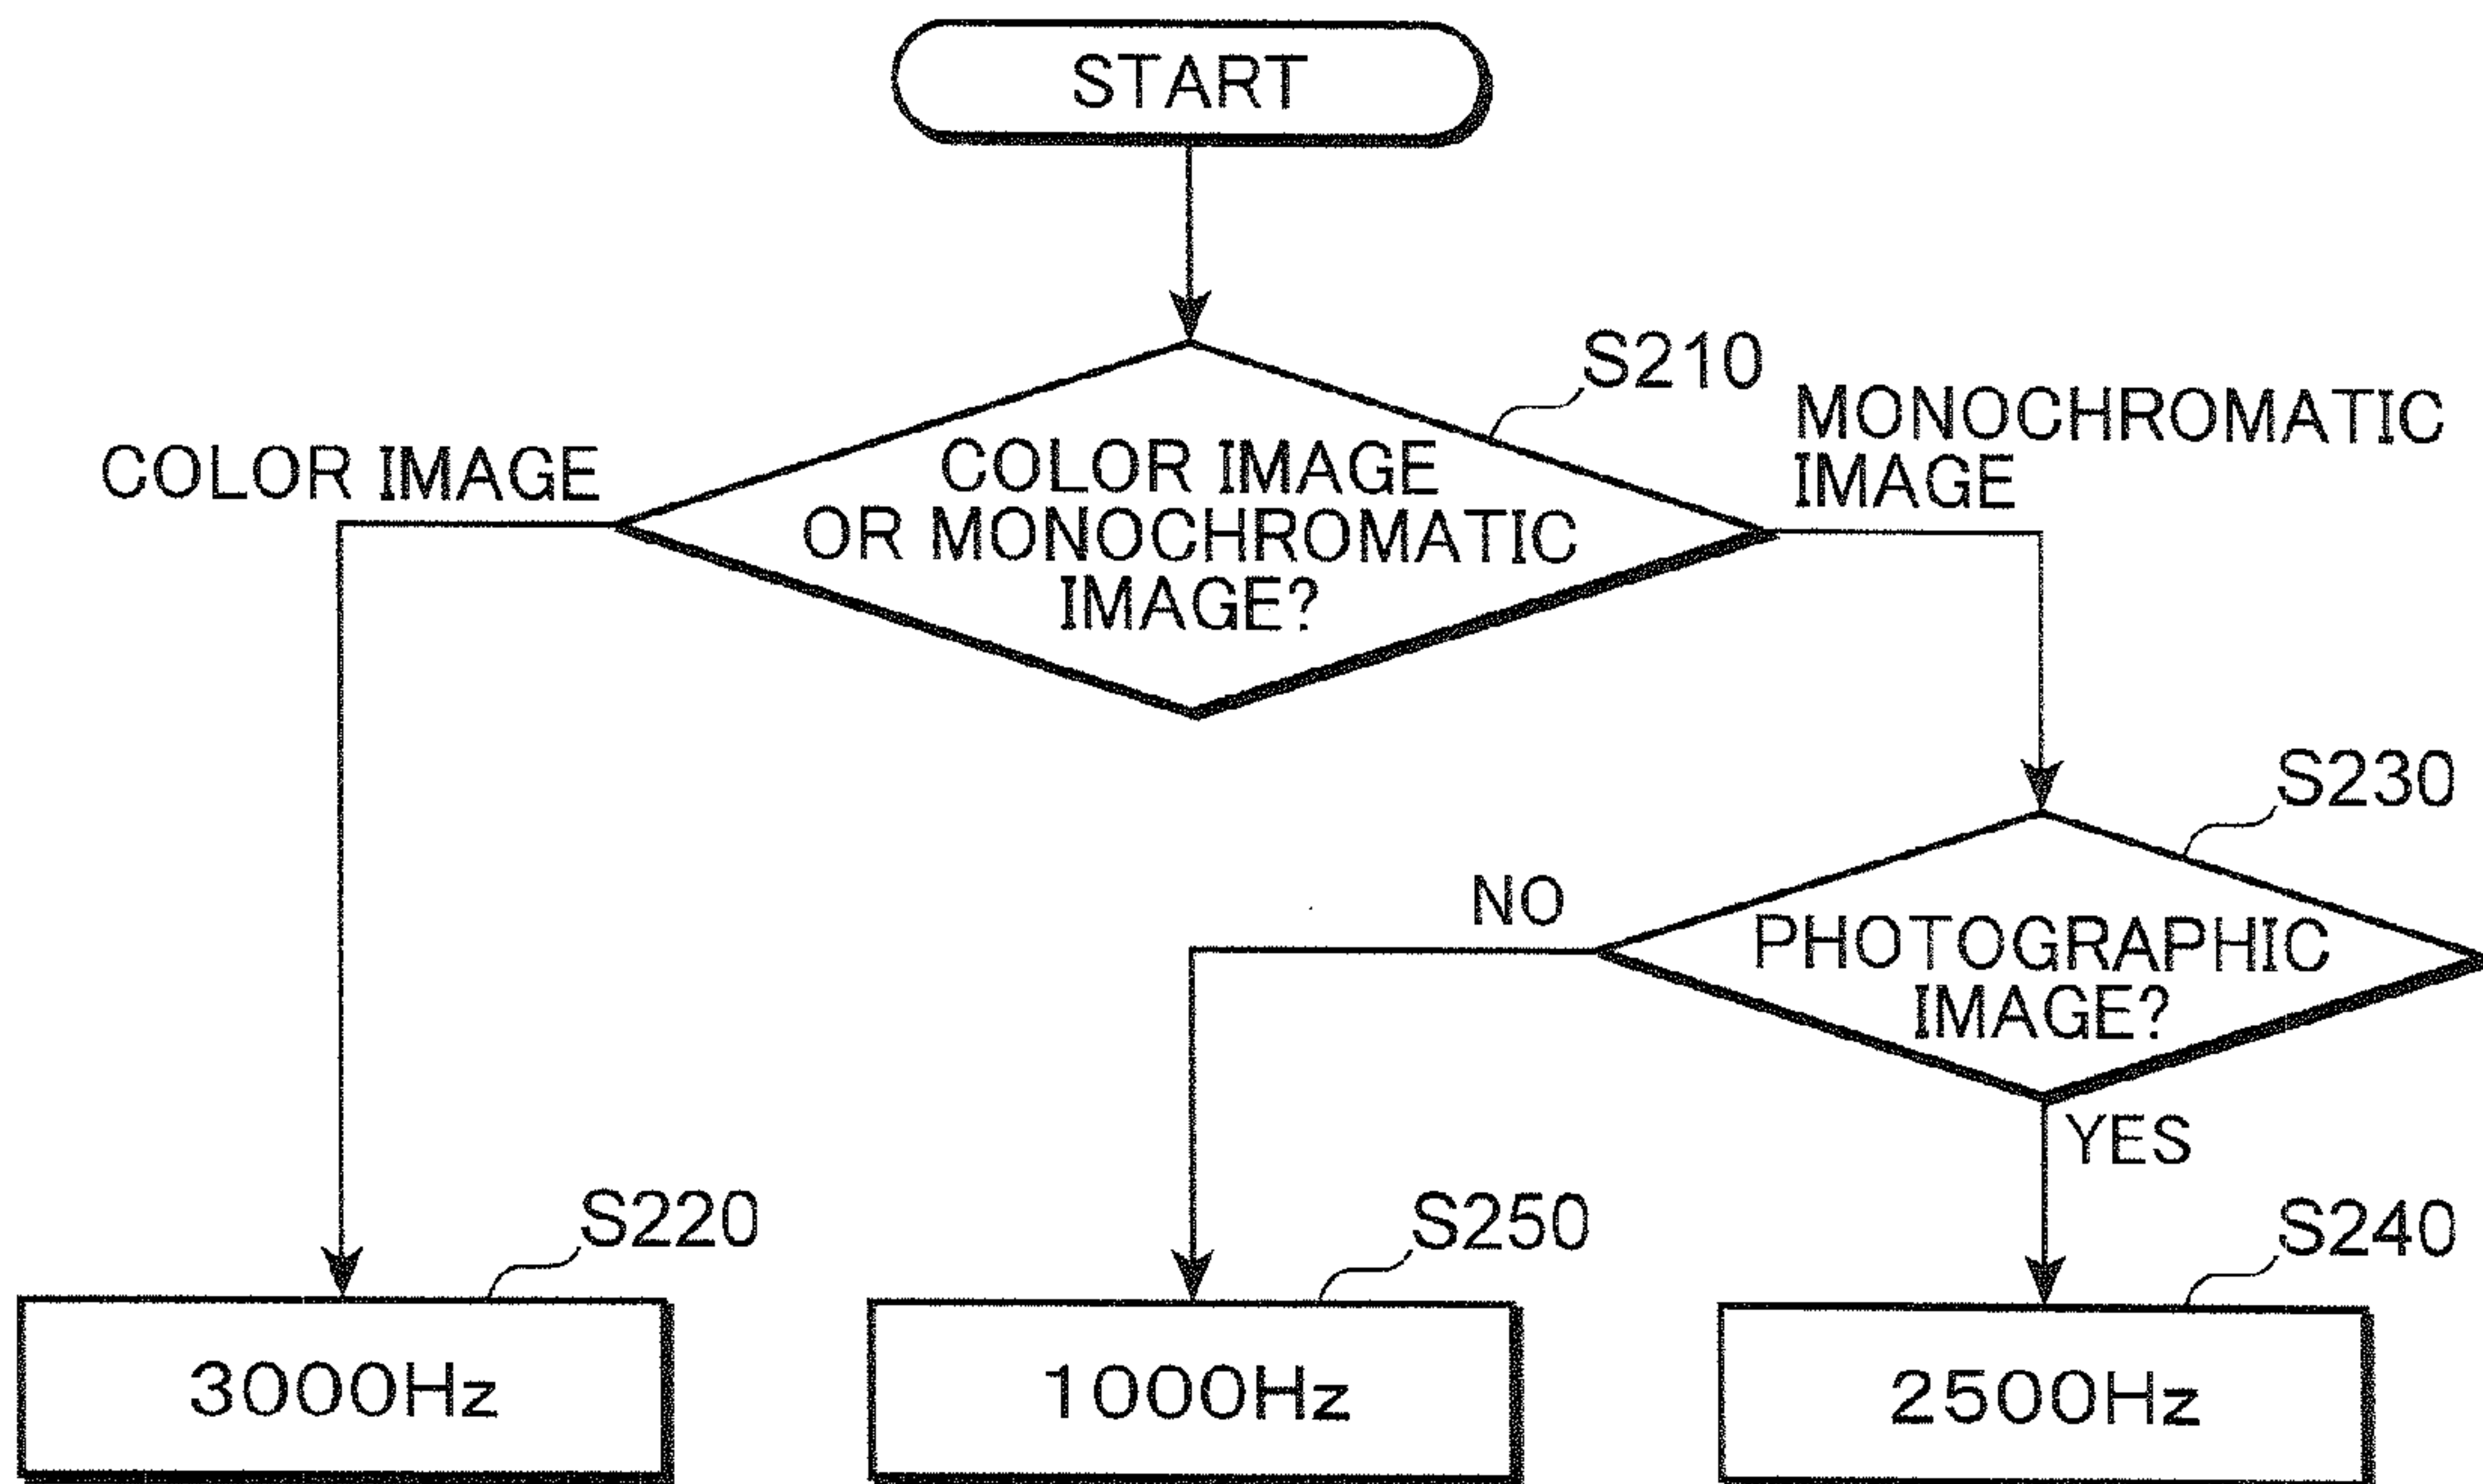 START
S210
MONOCHROMATIC
IMAGE
COLOR IMAGE
COLOR IMAGE
OR MONOCHROMATIC
IMAGE?
S230
NO
PHOTOGRAPHIC
IMAGE?
YES
S220
S250
S240
3000Hz
1000Hz
2500Hz